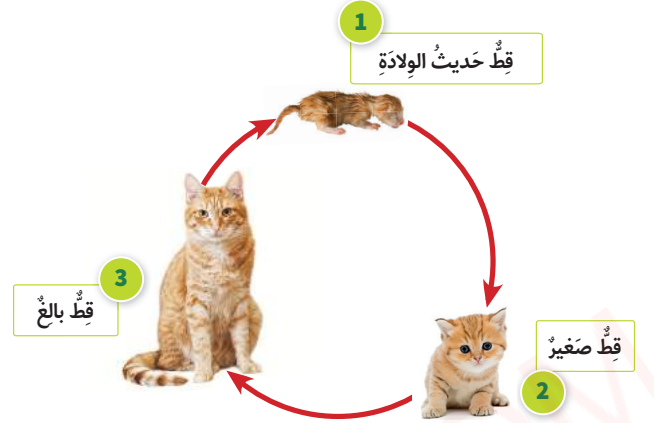 1
قِطٌّ حَديثُ الوِلادَةِ
قِطٌّ صَغيرٌ
2
3
قِطٌّ بالِغٌ